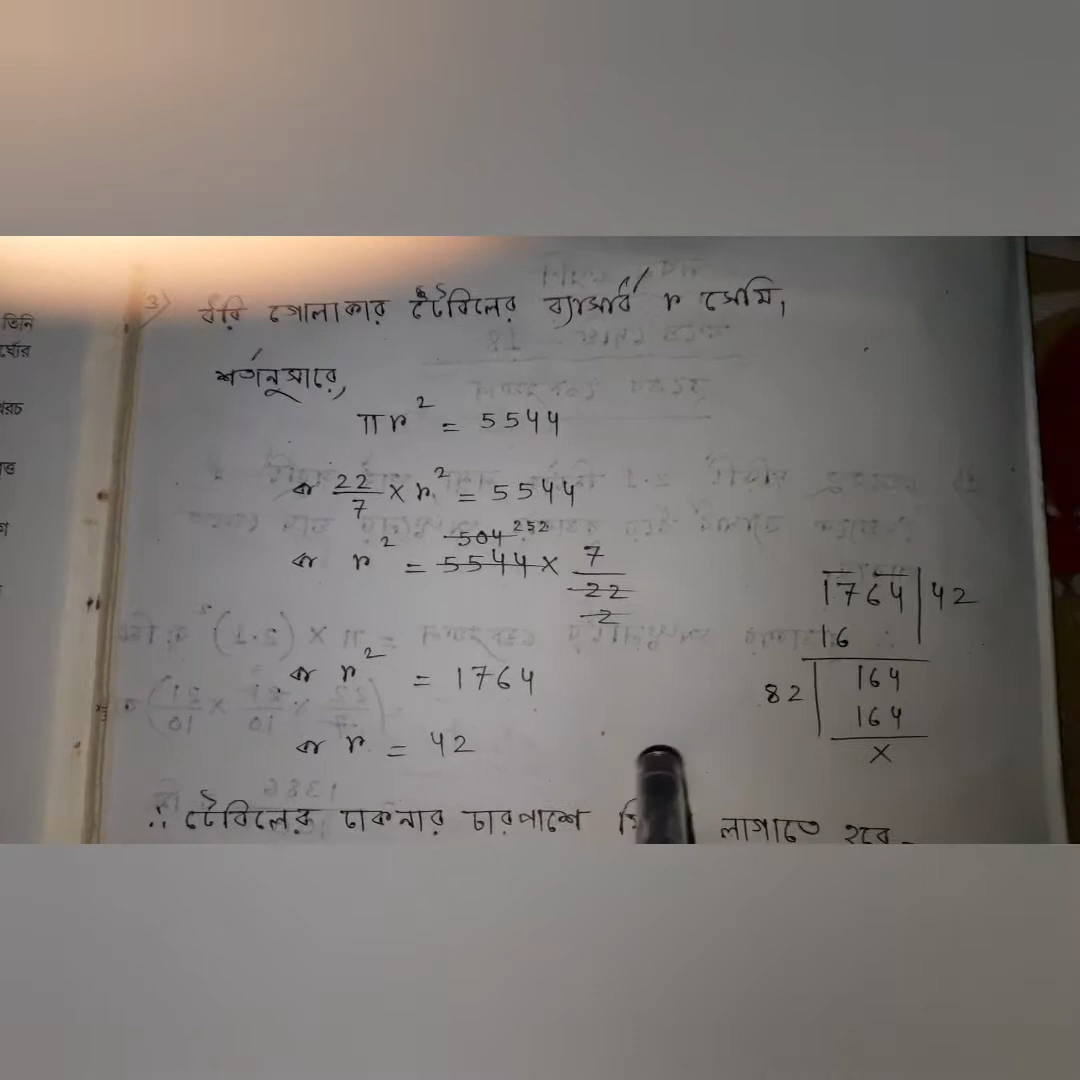 3) ধরি গোলাকার টেবিলের ব্যাসার্ধ r সেমি,
শর্তানুসারে,
πr² = 5544
বা 22/7 × r² = 5544
504 252
বা r² = 5544 × 7/22
2
বা r² = 1764
বা r = 42
1764 | 42
16
82 | 164
164
×
∴ টেবিলের ঢাকনার চারপাশে লাগাতে হবে
তিনি
র্ঘ্যের
খরচ